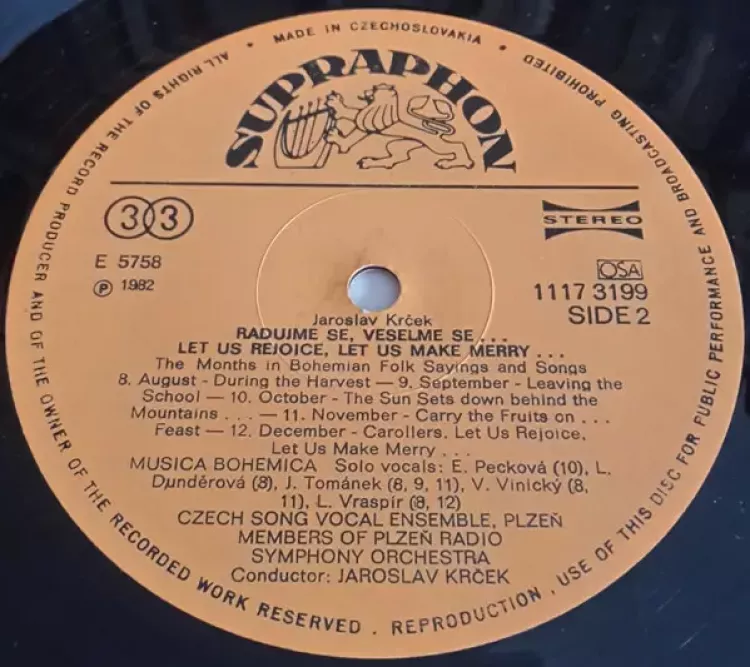 MADE IN CZECHOSLOVAKIA • ALL RIGHTS OF THE RECORD PRODUCER AND OF THE OWNER OF THE RECORDED WORK RESERVED . REPRODUCTION, USE OF THIS DISC FOR PUBLIC PERFORMANCE AND BROADCASTING PROHIBITED •
SUPRAPHON
33
STEREO
E 5758
OSA
℗ 1982
1117 3199
SIDE 2
Jaroslav Krček
RADUJME SE, VESELME SE . . .
LET US REJOICE, LET US MAKE MERRY . . .
The Months in Bohemian Folk Sayings and Songs
8. August - During the Harvest — 9. September - Leaving the
School — 10. October - The Sun Sets down behind the
Mountains . . . — 11. November - Carry the Fruits on . . .
Feast — 12. December - Carollers, Let Us Rejoice,
Let Us Make Merry . . .
MUSICA BOHEMICA Solo vocals: E. Pecková (10), L.
Dunděrová (8), J. Tománek (8, 9, 11), V. Vinický (8,
11), L. Vraspír (8, 12)
CZECH SONG VOCAL ENSEMBLE, PLZEŇ
MEMBERS OF PLZEŇ RADIO
SYMPHONY ORCHESTRA
Conductor: JAROSLAV KRČEK